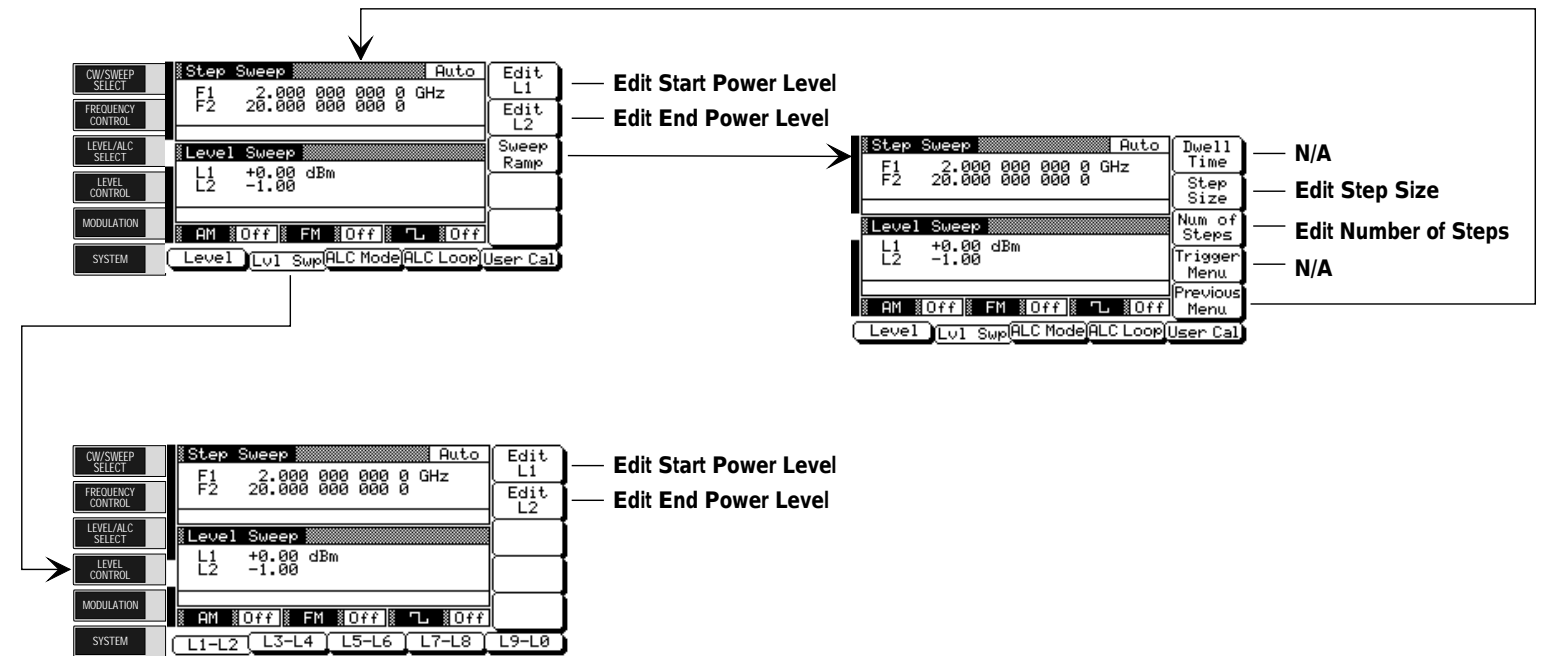 CW/SWEEP
SELECT
FREQUENCY
CONTROL
LEVEL/ALC
SELECT
LEVEL
CONTROL
MODULATION
SYSTEM
Step Sweep Auto
F1 2.000 000 000 0 GHz
F2 20.000 000 000 0
Level Sweep
L1 +0.00 dBm
L2 -1.00
AM Off FM Off Off
Level Lvl Swp ALC Mode ALC Loop User Cal
Edit
L1
Edit
L2
Sweep
Ramp
Edit Start Power Level
Edit End Power Level
Step Sweep Auto
F1 2.000 000 000 0 GHz
F2 20.000 000 000 0
Level Sweep
L1 +0.00 dBm
L2 -1.00
AM Off FM Off Off
Level Lvl Swp ALC Mode ALC Loop User Cal
Dwell
Time
Step
Size
Num of
Steps
Trigger
Menu
Previous
Menu
N/A
Edit Step Size
Edit Number of Steps
N/A
CW/SWEEP
SELECT
FREQUENCY
CONTROL
LEVEL/ALC
SELECT
LEVEL
CONTROL
MODULATION
SYSTEM
Step Sweep Auto
F1 2.000 000 000 0 GHz
F2 20.000 000 000 0
Level Sweep
L1 +0.00 dBm
L2 -1.00
AM Off FM Off Off
L1-L2 L3-L4 L5-L6 L7-L8 L9-L0
Edit
L1
Edit
L2
Edit Start Power Level
Edit End Power Level